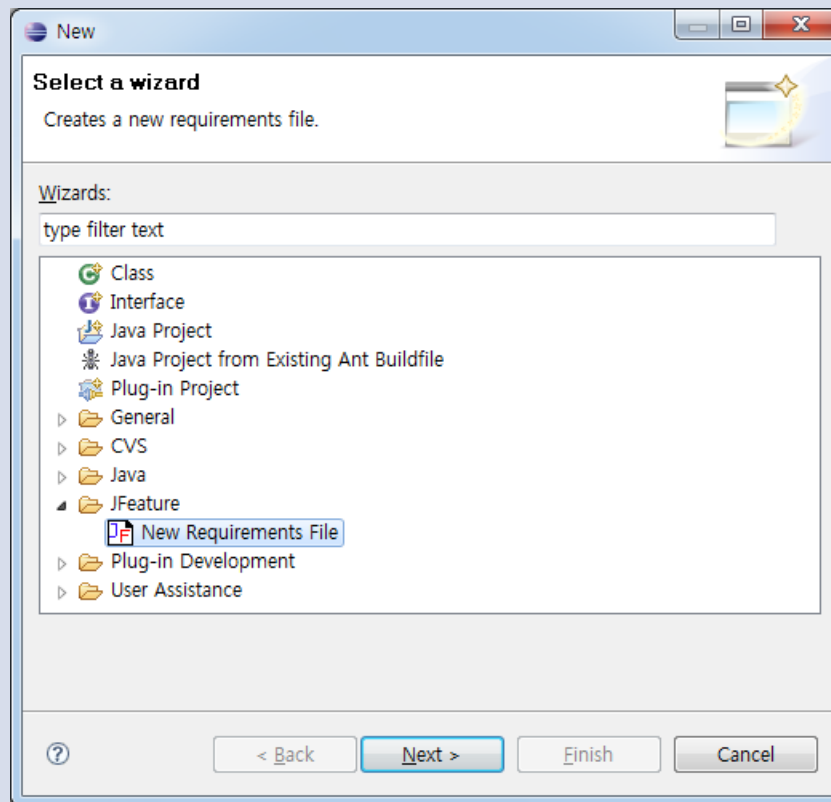 New
Select a wizard
Creates a new requirements file.
Wizards:
type filter text
Class
Interface
Java Project
Java Project from Existing Ant Buildfile
Plug-in Project
General
CVS
Java
JFeature
New Requirements File
Plug-in Development
User Assistance
< Back Next > Finish Cancel